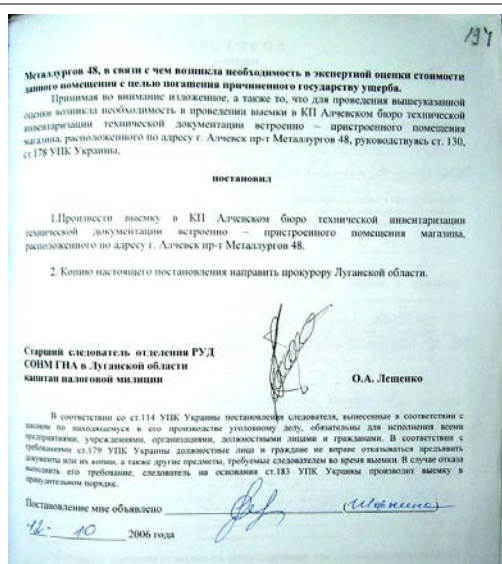 194
Металлургов 48, в связи с чем возникла необходимость в экспертной оценки стоимости
данного помещения с целью погашения причиненного государству ущерба.
Принимая во внимание изложенное, а также то, что для проведения вышеуказанной
оценки возникла необходимость в проведении выемки в КП Алчевском бюро технической
инвентаризации технической документации встроенно – пристроенного помещения
магазина, расположенного по адресу г. Алчевск пр-т Металлургов 48, руководствуясь ст. 130,
ст.178 УПК Украины,
постановил
1.Произвести выемку в КП Алчевском бюро технической инвентаризации
технической документации встроенно – пристроенного помещения магазина,
расположенного по адресу г. Алчевск пр-т Металлургов 48.
2. Копию настоящего постановления направить прокурору Луганской области.
Старший следователь отделения РУД
СОНМ ГНА в Луганской области
капитан налоговой милиции О.А. Лещенко
В соответствии со ст.114 УПК Украины постановления следователя, вынесенные в соответствии с
законом по находящемуся в его производстве уголовному делу, обязательны для исполнения всеми
предприятиями, учреждениями, организациями, должностными лицами и гражданами. В соответствии с
требованиями ст.179 УПК Украины должностные лица и граждане не вправе отказываться предъявить
документы или их копии, а также другие предметы, требуемые следователем во время выемки. В случае отказа
выполнить его требование, следователь на основании ст.183 УПК Украины производит выемку в
принудительном порядке.
Постановление мне объявлено
12. 10 2006 года